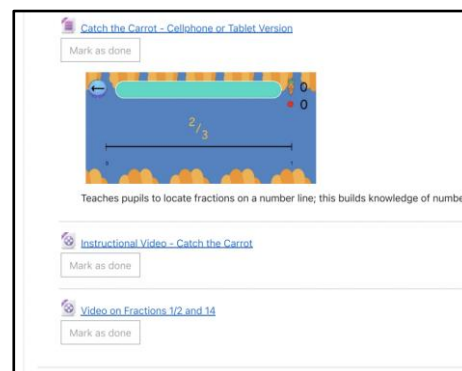 Catch the Carrot - Cellphone or Tablet Version
Mark as done
0
0
2/3
0 1
Teaches pupils to locate fractions on a number line; this builds knowledge of numbe
Instructional Video - Catch the Carrot
Mark as done
Video on Fractions 1/2 and 14
Mark as done